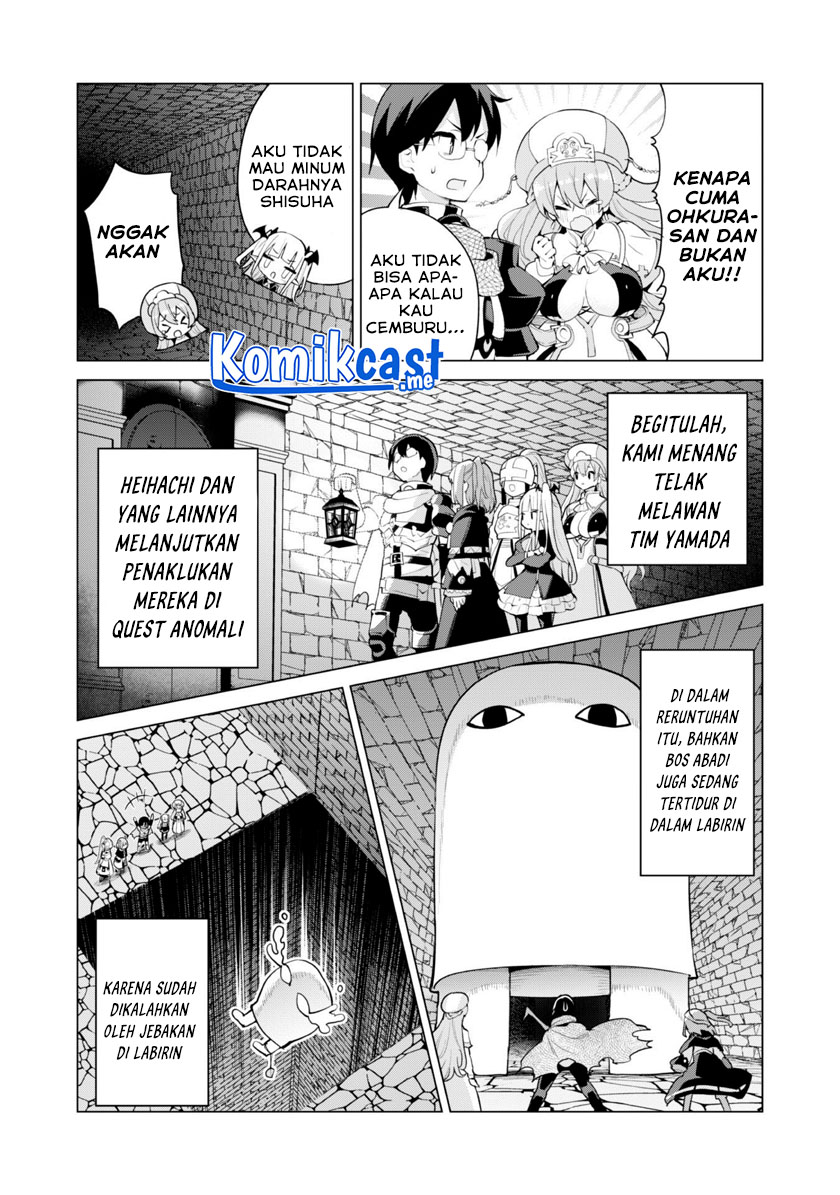 KENAPA
CUMA
OHKURA-
SAN DAN
BUKAN
AKU!!
AKU TIDAK
BISA APA-
APA KALAU
KAU
CEMBURU...
AKU TIDAK
MAU MINUM
DARAHNYA
SHISUHA
NGGAK
AKAN
Komikcast
.me
BEGITULAH,
KAMI MENANG
TELAK
MELAWAN
TIM YAMADA
HEIHACHI DAN
YANG LAINNYA
MELANJUTKAN
PENAKLUKAN
MEREKA DI
QUEST ANOMALI
DI DALAM
RERUNTUHAN
ITU, BAHKAN
BOS ABADI
JUGA SEDANG
TERTIDUR DI
DALAM LABIRIN
KARENA SUDAH
DIKALAHKAN
OLEH JEBAKAN
DI LABIRIN